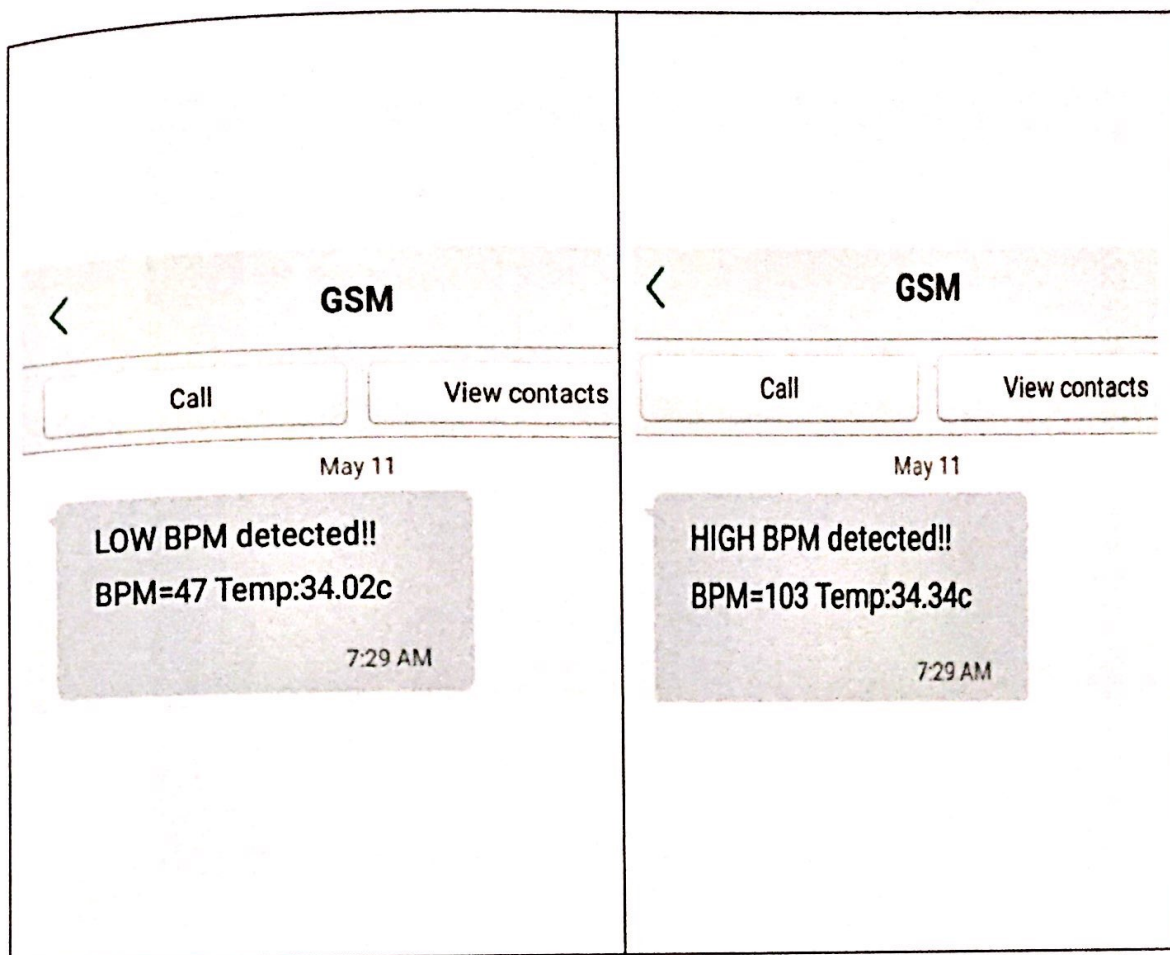 GSM
Call
View contacts
May 11
LOW BPM detected!!
BPM=47 Temp:34.02c
7:29 AM
GSM
Call
View contacts
May 11
HIGH BPM detected!!
BPM=103 Temp:34.34c
7:29 AM